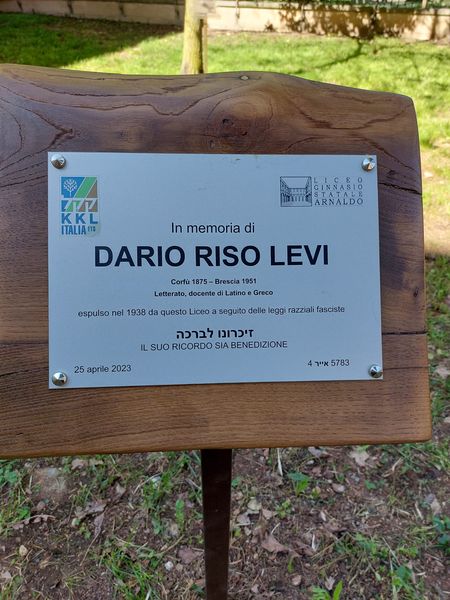 KKL
ITALIA ETS
LICEO
GINNASIO
STATALE
ARNALDO
In memoria di
DARIO RISO LEVI
Corfù 1875 – Brescia 1951
Letterato, docente di Latino e Greco
espulso nel 1938 da questo Liceo a seguito delle leggi razziali fasciste
זיכרונו לברכה
IL SUO RICORDO SIA BENEDIZIONE
25 aprile 2023
4 אייר 5783